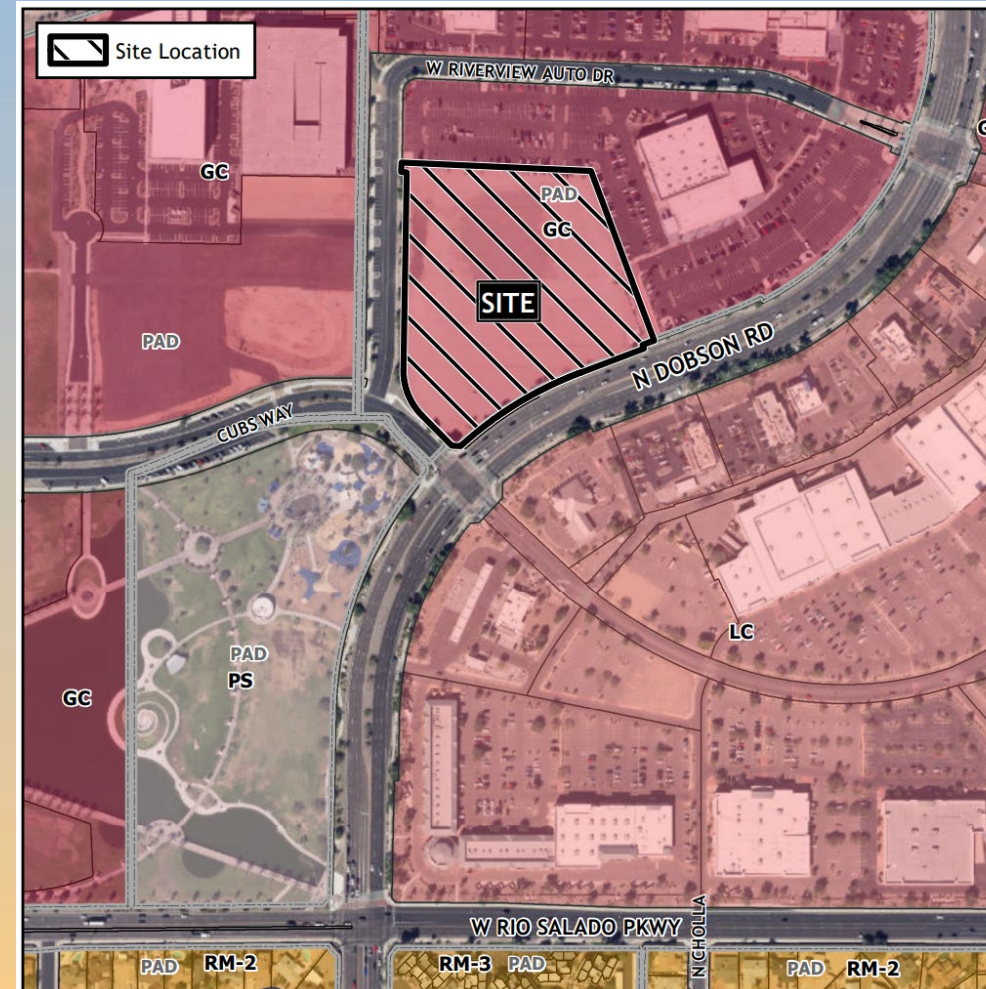 Site Location
W RIVERVIEW AUTO DR
G
GC
PAD
GC
SITE
PAD
N DOBSON RD
CUBS WAY
LC
PAD
PS
GC
W RIO SALADO PKWY
N CHOLLA
PAD RM-2
RM-3 PAD
PAD RM-2